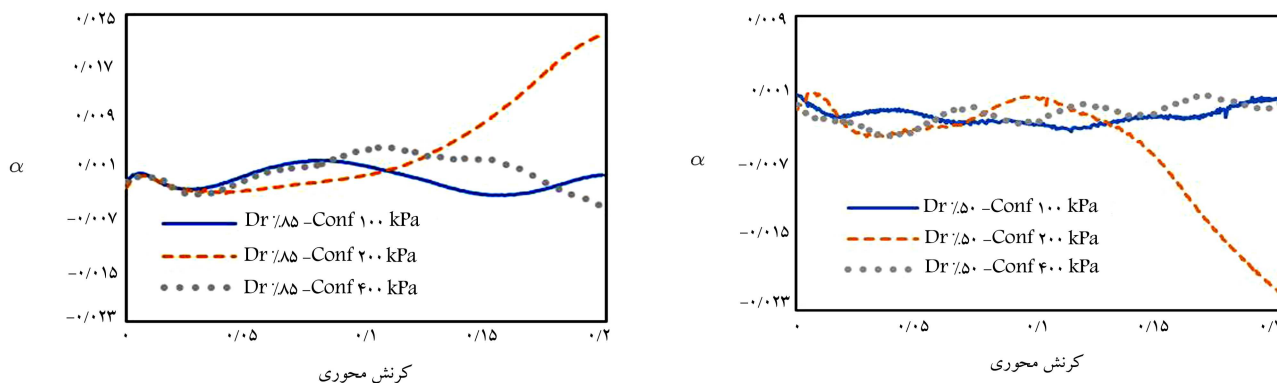 ۰/۰۲۵
۰/۰۱۷
۰/۰۰۹
۰/۰۰۱
-۰/۰۰۷
-۰/۰۱۵
-۰/۰۲۳
α
Dr ٪۸۵ -Conf ۱۰۰ kPa
Dr ٪۸۵ -Conf ۲۰۰ kPa
Dr ٪۸۵ -Conf ۴۰۰ kPa
۰ ۰/۰۵ ۰/۱ ۰/۱۵ ۰/۲
کرنش محوری
۰/۰۰۹
۰/۰۰۱
-۰/۰۰۷
-۰/۰۱۵
-۰/۰۲۳
α
Dr ٪۵۰ -Conf ۱۰۰ kPa
Dr ٪۵۰ -Conf ۲۰۰ kPa
Dr ٪۵۰ -Conf ۴۰۰ kPa
۰ ۰/۰۵ ۰/۱ ۰/۱۵
کرنش محوری